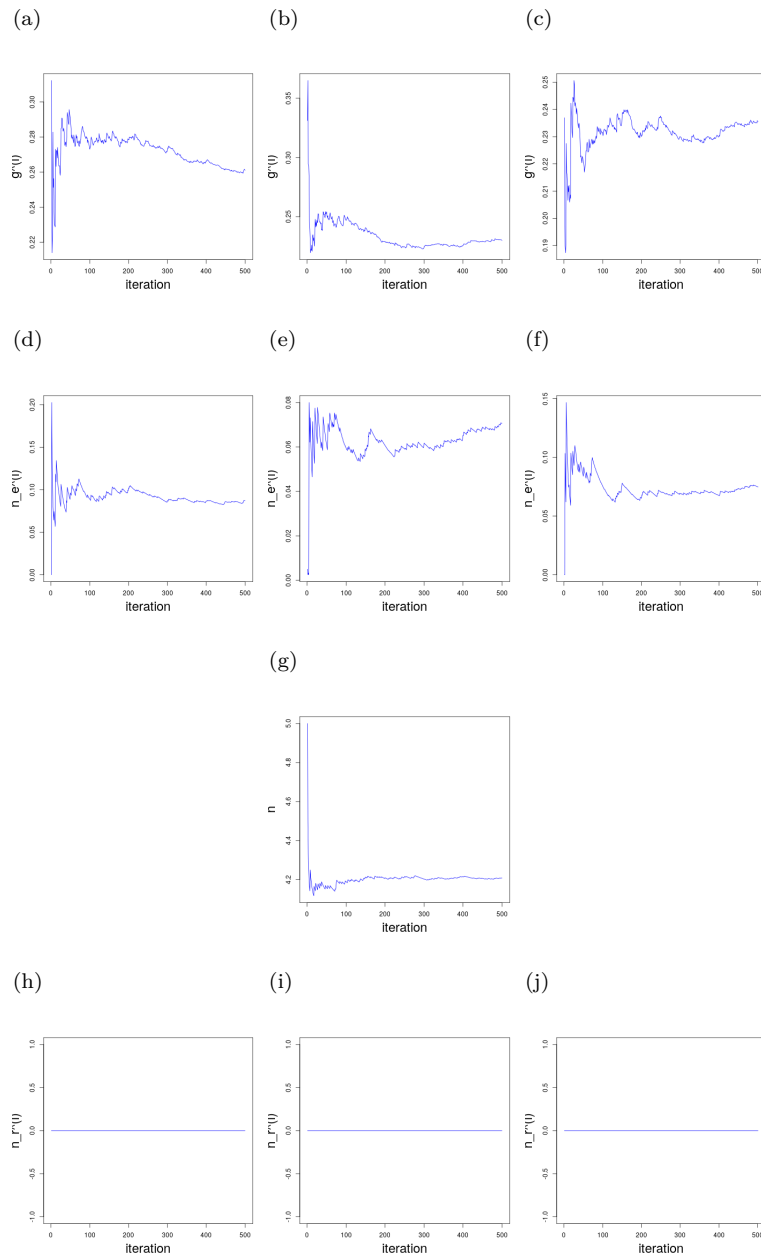 (a) (b) (c)
g^(l) 0.22 0.24 0.26 0.28 0.30
0 100 200 300 400 500
iteration
g^(l) 0.25 0.30 0.35
0 100 200 300 400 500
iteration
g^(l) 0.19 0.20 0.21 0.22 0.23 0.24 0.25
0 100 200 300 400 500
iteration
(d) (e) (f)
n_e^(l) 0.00 0.05 0.10 0.15 0.20
0 100 200 300 400 500
iteration
n_e^(l) 0.00 0.02 0.04 0.06 0.08
0 100 200 300 400 500
iteration
n_e^(l) 0.00 0.05 0.10 0.15
0 100 200 300 400 500
iteration
(g)
n 4.2 4.4 4.6 4.8 5.0
0 100 200 300 400 500
iteration
(h) (i) (j)
n_r^(l) -1.0 -0.5 0.0 0.5 1.0
0 100 200 300 400 500
iteration
n_r^(l) -1.0 -0.5 0.0 0.5 1.0
0 100 200 300 400 500
iteration
n_r^(l) -1.0 -0.5 0.0 0.5 1.0
0 100 200 300 400 500
iteration